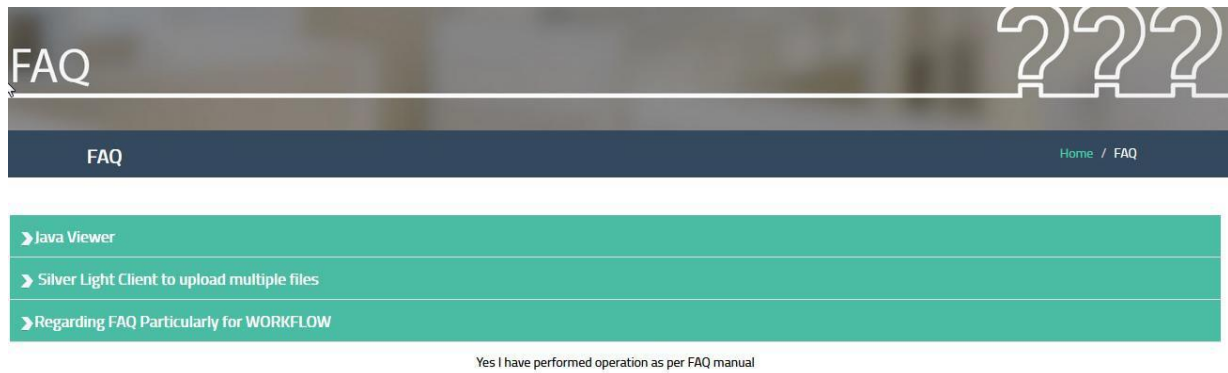 FAQ
???
FAQ
Home / FAQ
Java Viewer
Silver Light Client to upload multiple files
Regarding FAQ Particularly for WORKFLOW
Yes I have performed operation as per FAQ manual